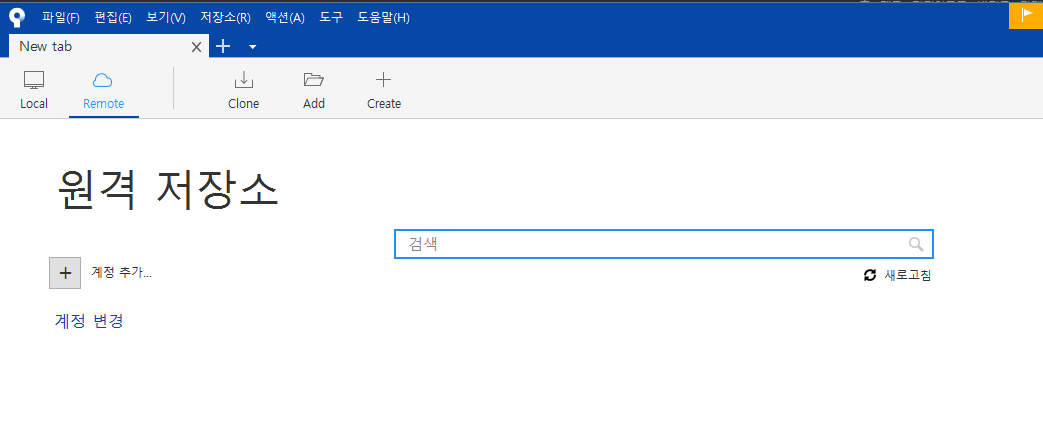 파일(F) 편집(E) 보기(V) 저장소(R) 액션(A) 도구 도움말(H)
New tab
Local Remote Clone Add Create
원격 저장소
검색
계정 추가...
새로고침
계정 변경